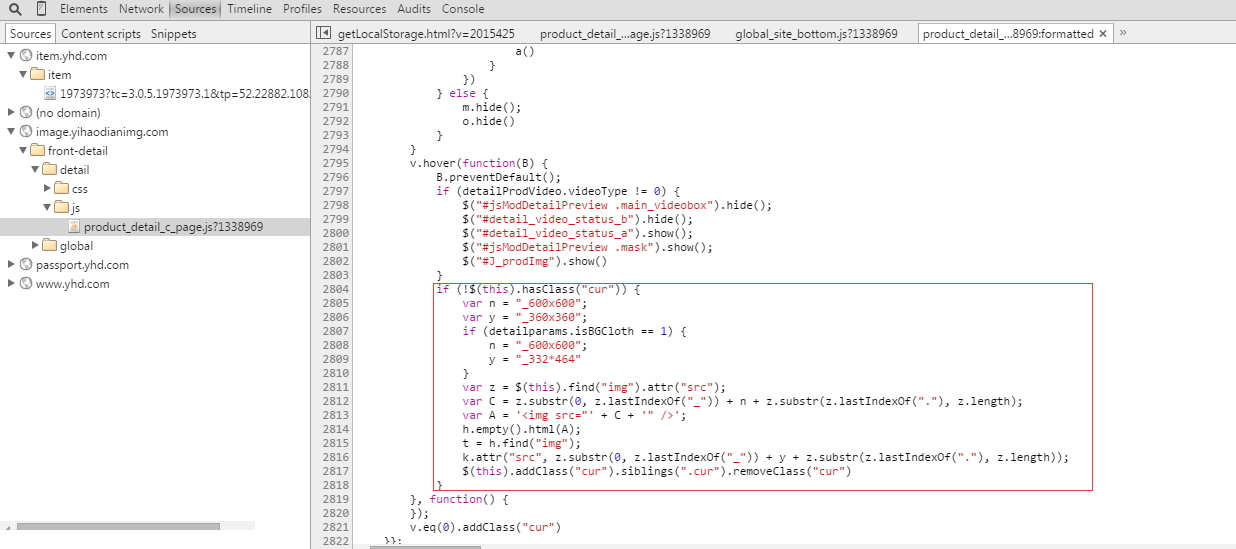 Elements Network Sources Timeline Profiles Resources Audits Console
Sources Content scripts Snippets
item.yhd.com
item
1973973?tc=3.0.5.1973973.1&tp=52.22882.108.
(no domain)
image.yihaodianimg.com
front-detail
detail
css
js
product_detail_c_page.js?1338969
global
passport.yhd.com
www.yhd.com
getLocalStorage.html?v=2015425 product_detail_...age.js?1338969 global_site_bottom.js?1338969 product_detail_...8969:formatted × »
2787 a()
2788 }
2789 })
2790 } else {
2791 m.hide();
2792 o.hide()
2793 }
2794 }
2795 v.hover(function(B) {
2796 B.preventDefault();
2797 if (detailProdVideo.videoType != 0) {
2798 $("#jsModDetailPreview .main_videobox").hide();
2799 $("#detail_video_status_b").hide();
2800 $("#detail_video_status_a").show();
2801 $("#jsModDetailPreview .mask").show();
2802 $("#J_prodImg").show()
2803 }
2804 if (!$(this).hasClass("cur")) {
2805 var n = "_600x600";
2806 var y = "_360x360";
2807 if (detailparams.isBGCloth == 1) {
2808 n = "_600x600";
2809 y = "_332*464"
2810 }
2811 var z = $(this).find("img").attr("src");
2812 var C = z.substr(0, z.lastIndexOf("_")) + n + z.substr(z.lastIndexOf("."), z.length);
2813 var A = '<img src="' + C + '" />';
2814 h.empty().html(A);
2815 t = h.find("img");
2816 k.attr("src", z.substr(0, z.lastIndexOf("_")) + y + z.substr(z.lastIndexOf("."), z.length));
2817 $(this).addClass("cur").siblings(".cur").removeClass("cur")
2818 }
2819 }, function() {
2820 });
2821 v.eq(0).addClass("cur")
2822 }};